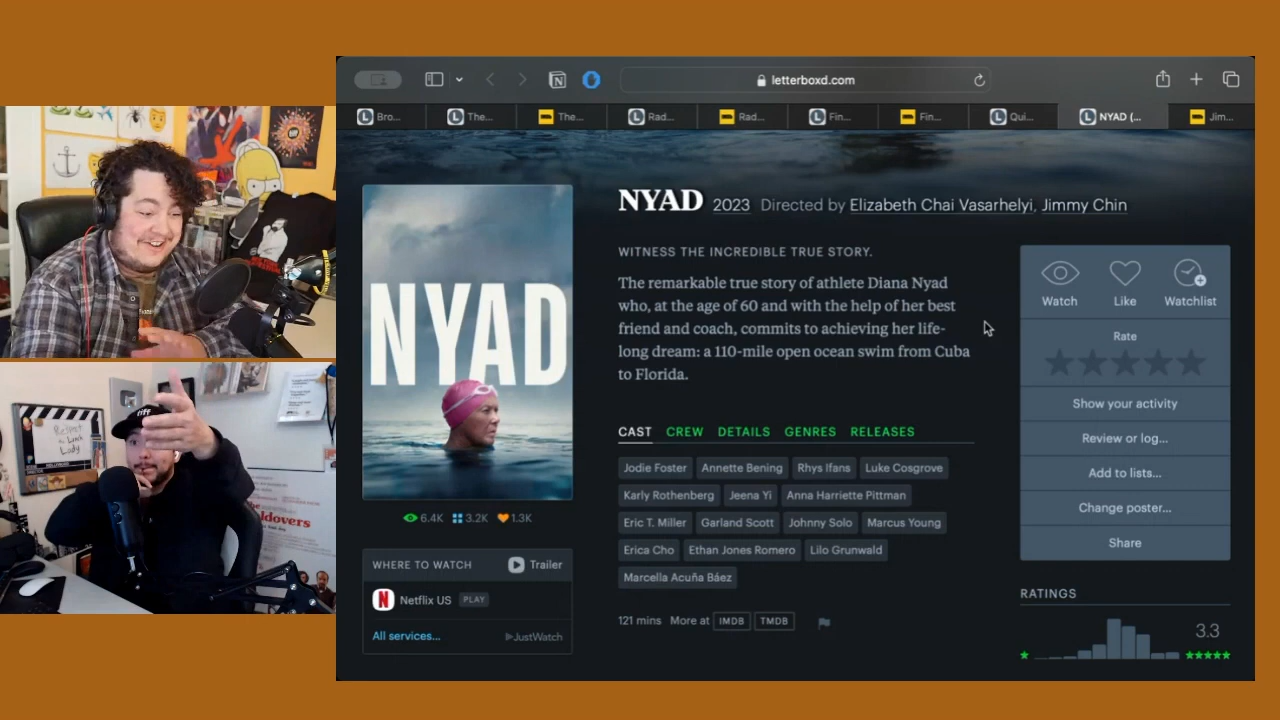 letterboxd.com
Bro...
The...
The...
Rad...
Rad...
Fin...
Fin...
Qui...
NYAD (...
Jim...
NYAD 2023 Directed by Elizabeth Chai Vasarhelyi, Jimmy Chin
WITNESS THE INCREDIBLE TRUE STORY.
The remarkable true story of athlete Diana Nyad
who, at the age of 60 and with the help of her best
friend and coach, commits to achieving her life-
long dream: a 110-mile open ocean swim from Cuba
to Florida.
CAST CREW DETAILS GENRES RELEASES
Jodie Foster Annette Bening Rhys Ifans Luke Cosgrove
Karly Rothenberg Jeena Yi Anna Harriette Pittman
Eric T. Miller Garland Scott Johnny Solo Marcus Young
Erica Cho Ethan Jones Romero Lilo Grunwald
Marcella Acuña Báez
121 mins More at IMDB TMDB
NYAD
6.4K 3.2K 1.3K
WHERE TO WATCH Trailer
Netflix US PLAY
All services... JustWatch
Watch Like Watchlist
Rate
Show your activity
Review or log...
Add to lists...
Change poster...
Share
RATINGS
3.3
tiff
Lady
ldovers